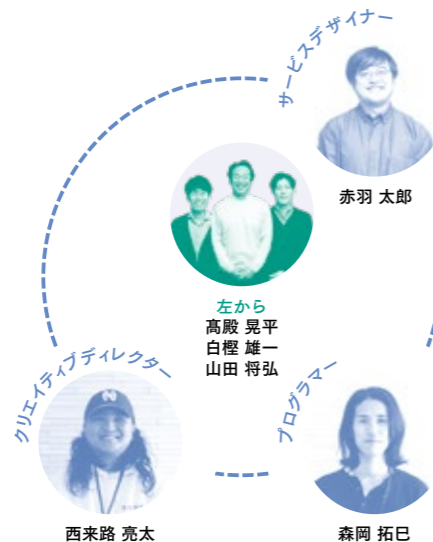 サービスデザイナー
赤羽 太郎
左から
髙殿 晃平
白樫 雄一
山田 将弘
クリエイティブディレクター
西来路 亮太
プログラマー
森岡 拓巳